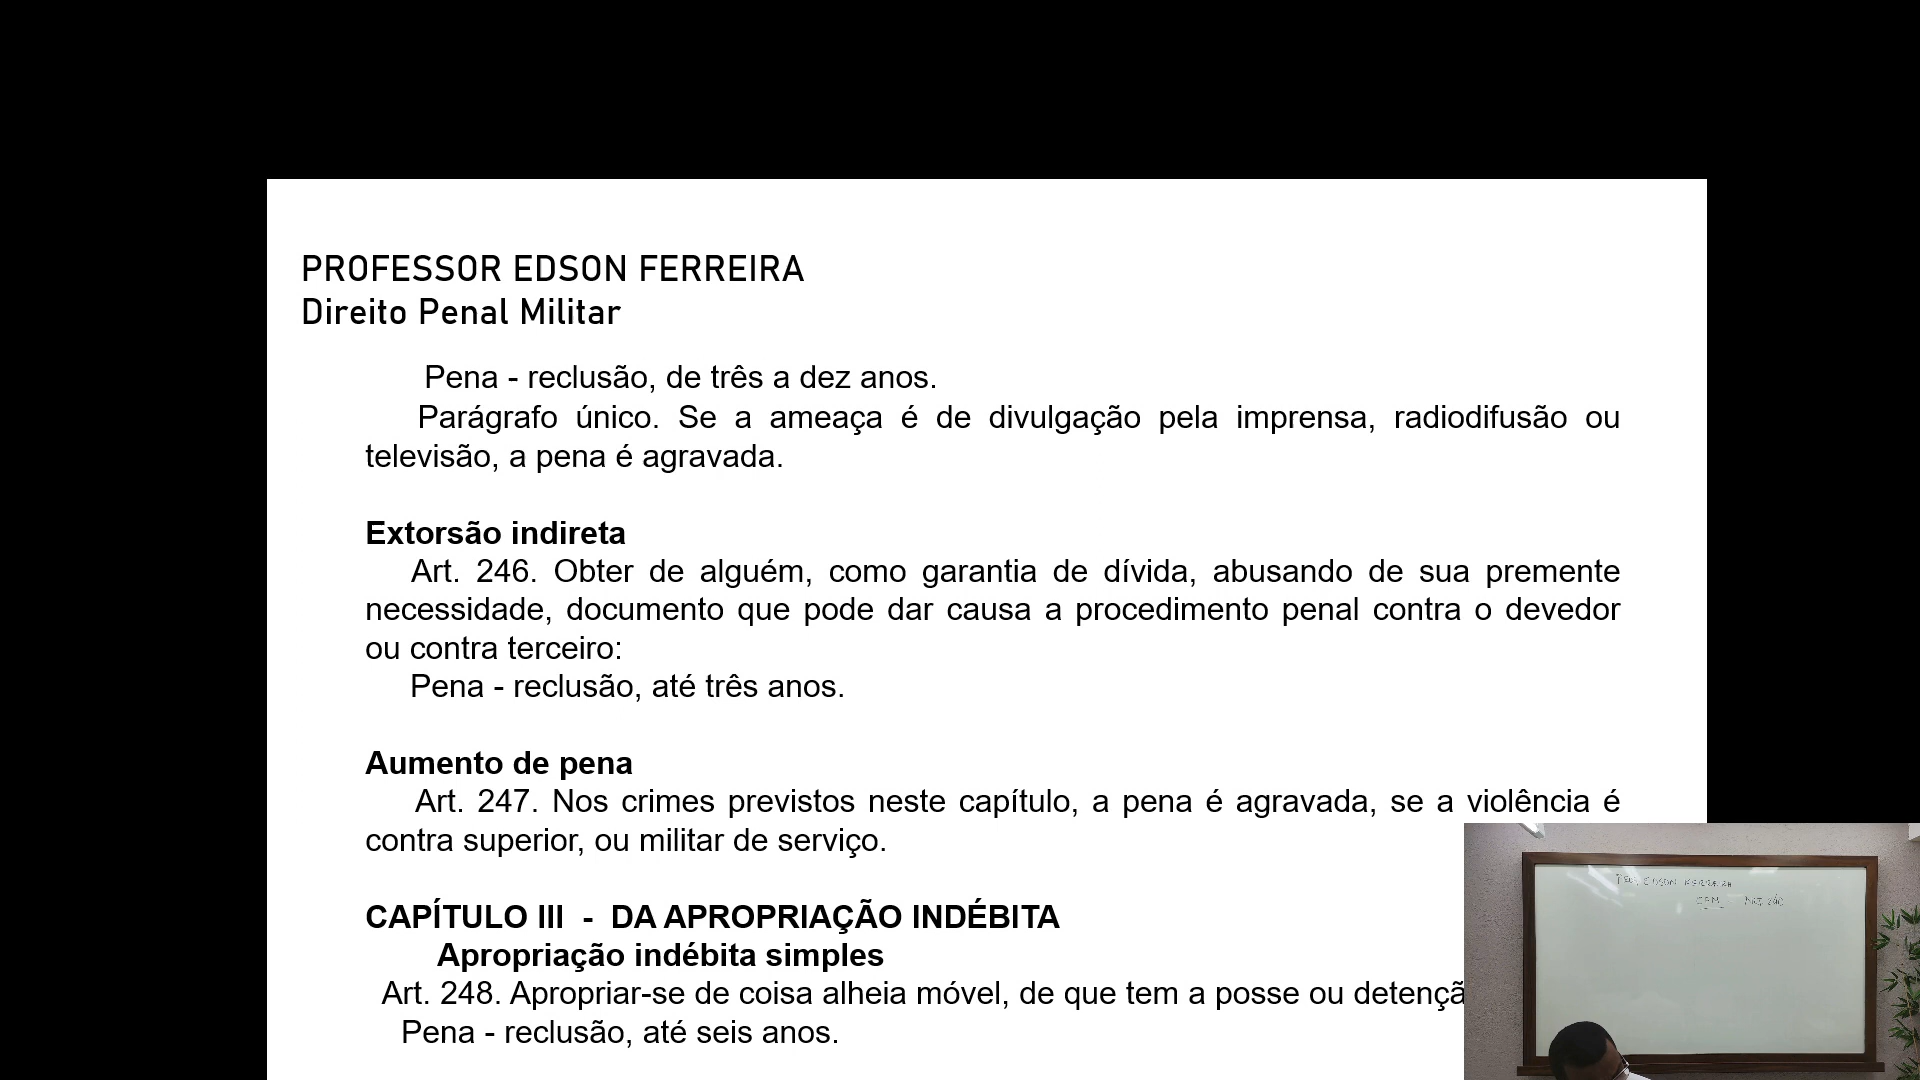 PROFESSOR EDSON FERREIRA
Direito Penal Militar
Pena - reclusão, de três a dez anos.
Parágrafo único. Se a ameaça é de divulgação pela imprensa, radiodifusão ou
televisão, a pena é agravada.
Extorsão indireta
Art. 246. Obter de alguém, como garantia de dívida, abusando de sua premente
necessidade, documento que pode dar causa a procedimento penal contra o devedor
ou contra terceiro:
Pena - reclusão, até três anos.
Aumento de pena
Art. 247. Nos crimes previstos neste capítulo, a pena é agravada, se a violência é
contra superior, ou militar de serviço.
CAPÍTULO III - DA APROPRIAÇÃO INDÉBITA
Apropriação indébita simples
Art. 248. Apropriar-se de coisa alheia móvel, de que tem a posse ou detençã
Pena - reclusão, até seis anos.
EDSON FERREIRA